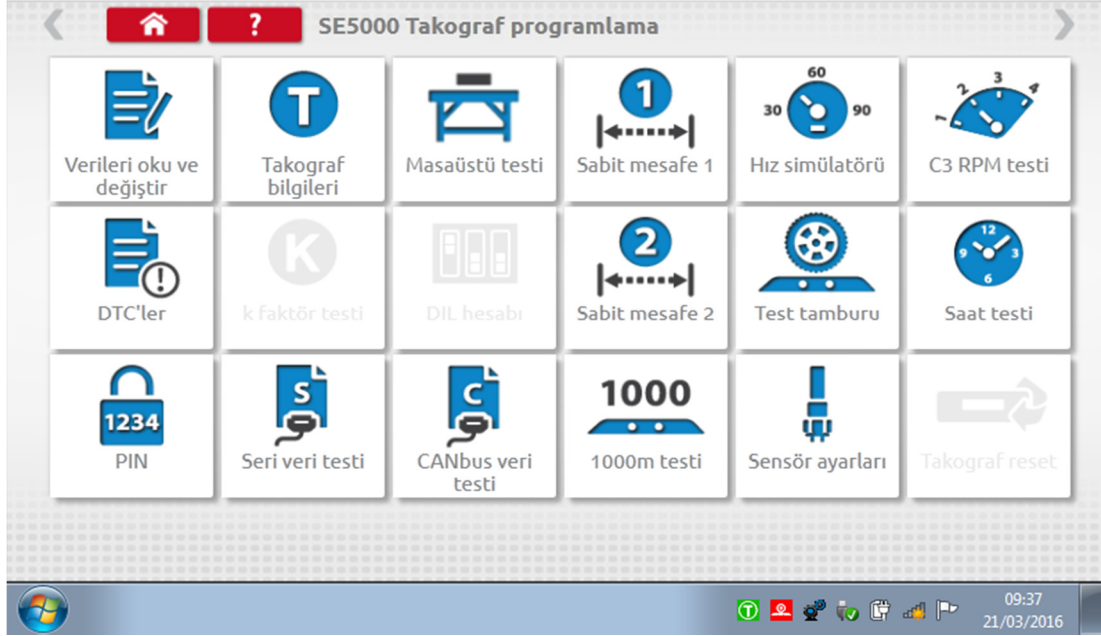 ? SE5000 Takograf programlama
T
1
60
30 90
1 2 3 4
Verileri oku ve
değiştir
Takograf
bilgileri
Masaüstü testi
Sabit mesafe 1
Hız simülatörü
C3 RPM testi
K
2
12
9 3
6
DTC'ler
k faktör testi
DIL hesabı
Sabit mesafe 2
Test tamburu
Saat testi
1234
S
C
1000
PIN
Seri veri testi
CANbus veri
testi
1000m testi
Sensör ayarları
Takograf reset
T
09:37
21/03/2016